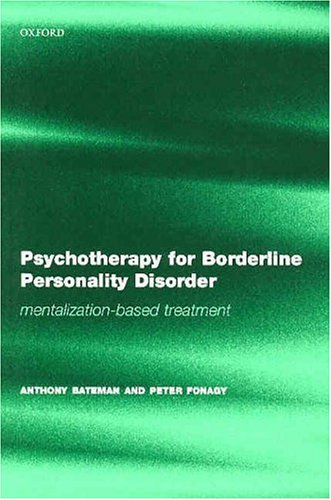 OXFORD
Psychotherapy for Borderline
Personality Disorder
mentalization-based treatment
ANTHONY BATEMAN AND PETER FONAGY